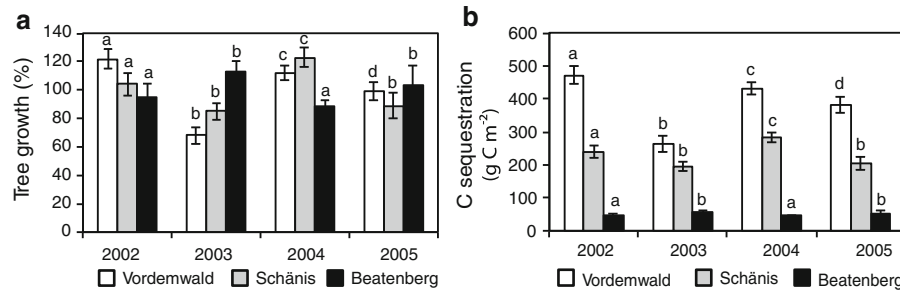 a
Tree growth (%)
140
120
100
80
60
40
20
0
a
a
a
b
b
b
c
c
a
d
b
b
2002 2003 2004 2005
Vordemwald Schänis Beatenberg
b
C sequestration
(g C m-2)
600
500
400
300
200
100
0
a
a
a
b
b
b
c
c
a
d
b
b
2002 2003 2004 2005
Vordemwald Schänis Beatenberg